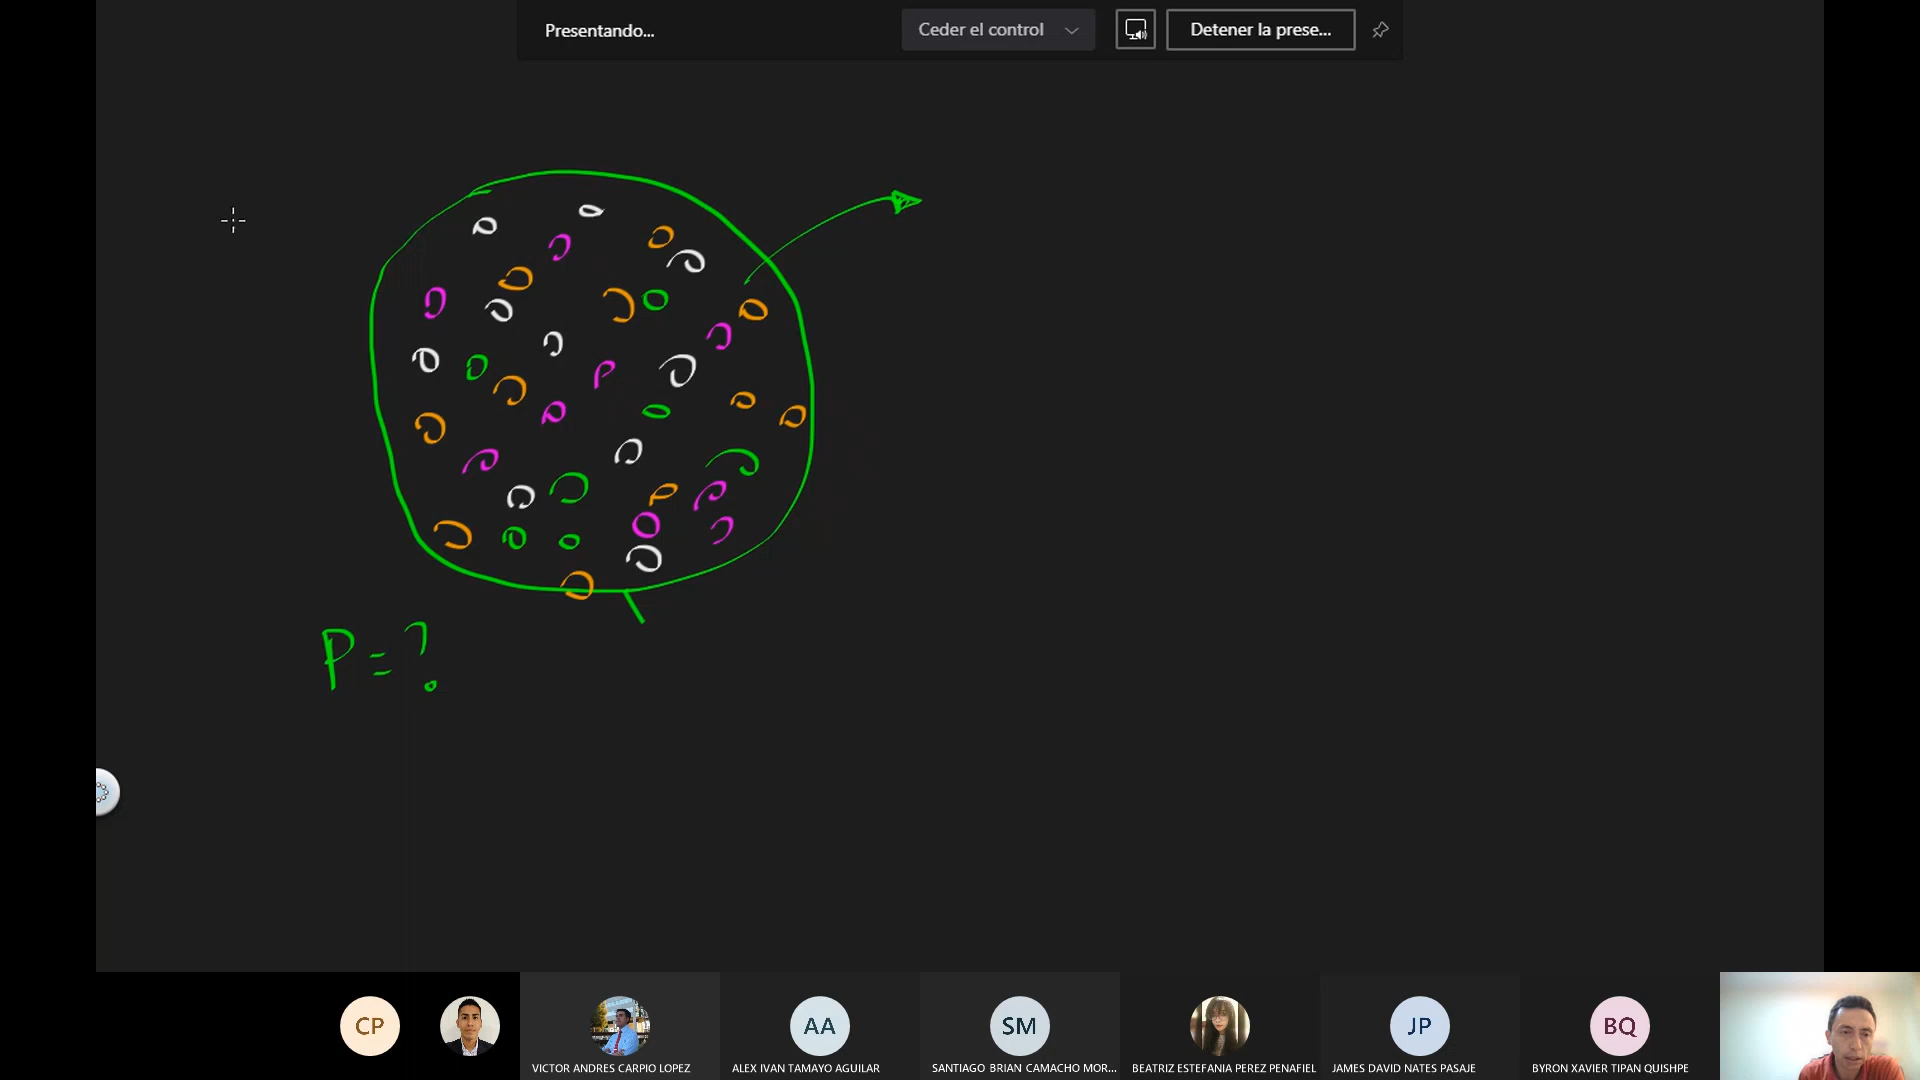 Presentando...
Ceder el control
Detener la prese...
P = ?
CP
AA
SM
JP
BQ
VICTOR ANDRES CARPIO LOPEZ
ALEX IVAN TAMAYO AGUILAR
SANTIAGO BRIAN CAMACHO MOR...
BEATRIZ ESTEFANIA PEREZ PENAFIEL
JAMES DAVID NATES PASAJE
BYRON XAVIER TIPAN QUISHPE